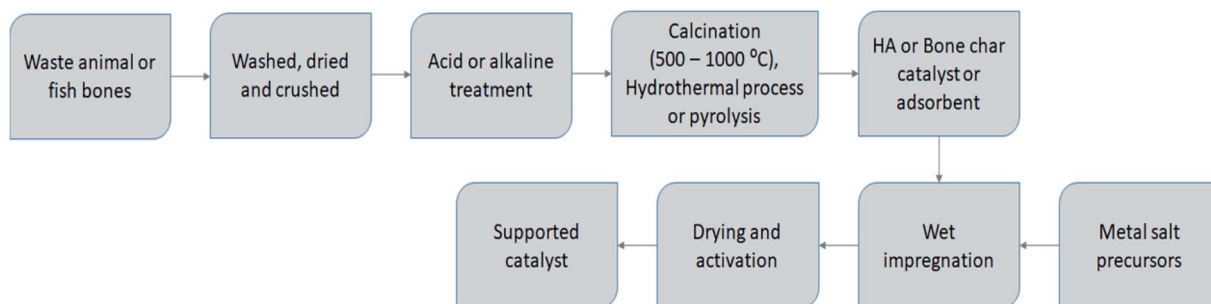 Waste animal or
fish bones
Washed, dried
and crushed
Acid or alkaline
treatment
Calcination
(500 – 1000 ⁰C),
Hydrothermal process
or pyrolysis
HA or Bone char
catalyst or
adsorbent
Supported
catalyst
Drying and
activation
Wet
impregnation
Metal salt
precursors